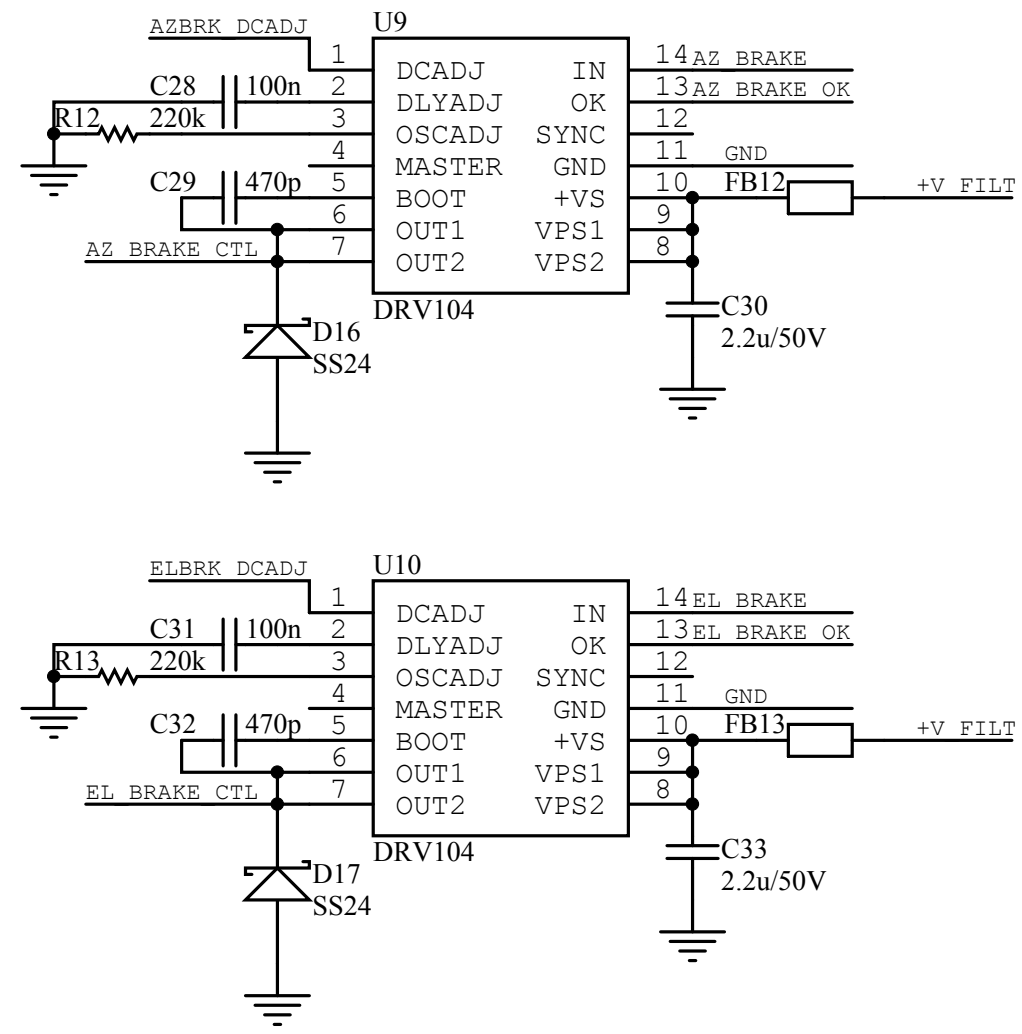 U9
AZBRK DCADJ
1 DCADJ IN 14 AZ BRAKE
C28 100n 2 DLYADJ OK 13 AZ BRAKE OK
R12 220k 3 OSCADJ SYNC 12
4 MASTER GND 11 GND
C29 470p 5 BOOT +VS 10 FB12 +V FILT
6 OUT1 VPS1 9
AZ BRAKE CTL 7 OUT2 VPS2 8
DRV104
C30
2.2u/50V
D16
SS24
U10
ELBRK DCADJ
1 DCADJ IN 14 EL BRAKE
C31 100n 2 DLYADJ OK 13 EL BRAKE OK
R13 220k 3 OSCADJ SYNC 12
4 MASTER GND 11 GND
C32 470p 5 BOOT +VS 10 FB13 +V FILT
6 OUT1 VPS1 9
EL BRAKE CTL 7 OUT2 VPS2 8
DRV104
C33
2.2u/50V
D17
SS24